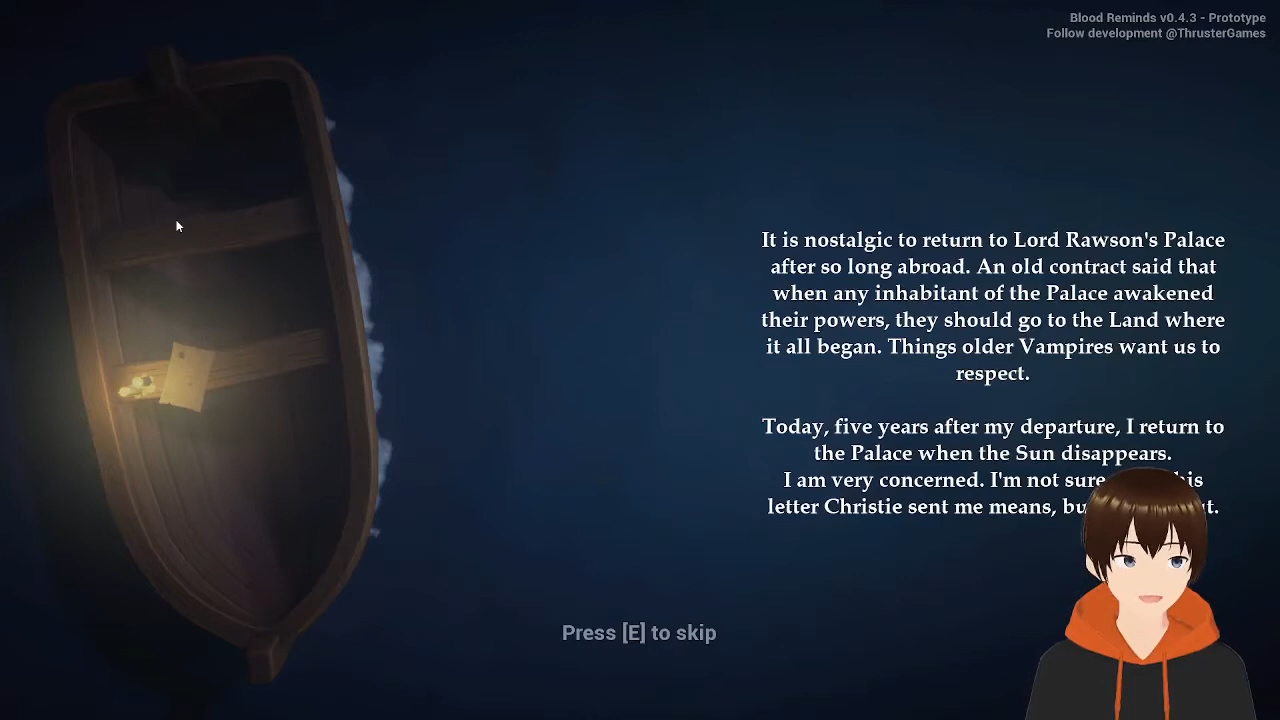 Blood Reminds v0.4.3 - Prototype
Follow development @ThrusterGames
It is nostalgic to return to Lord Rawson's Palace
after so long abroad. An old contract said that
when any inhabitant of the Palace awakened
their powers, they should go to the Land where
it all began. Things older Vampires want us to
respect.
Today, five years after my departure, I return to
the Palace when the Sun disappears.
I am very concerned. I'm not sure
letter Christie sent me means,
Press [E] to skip